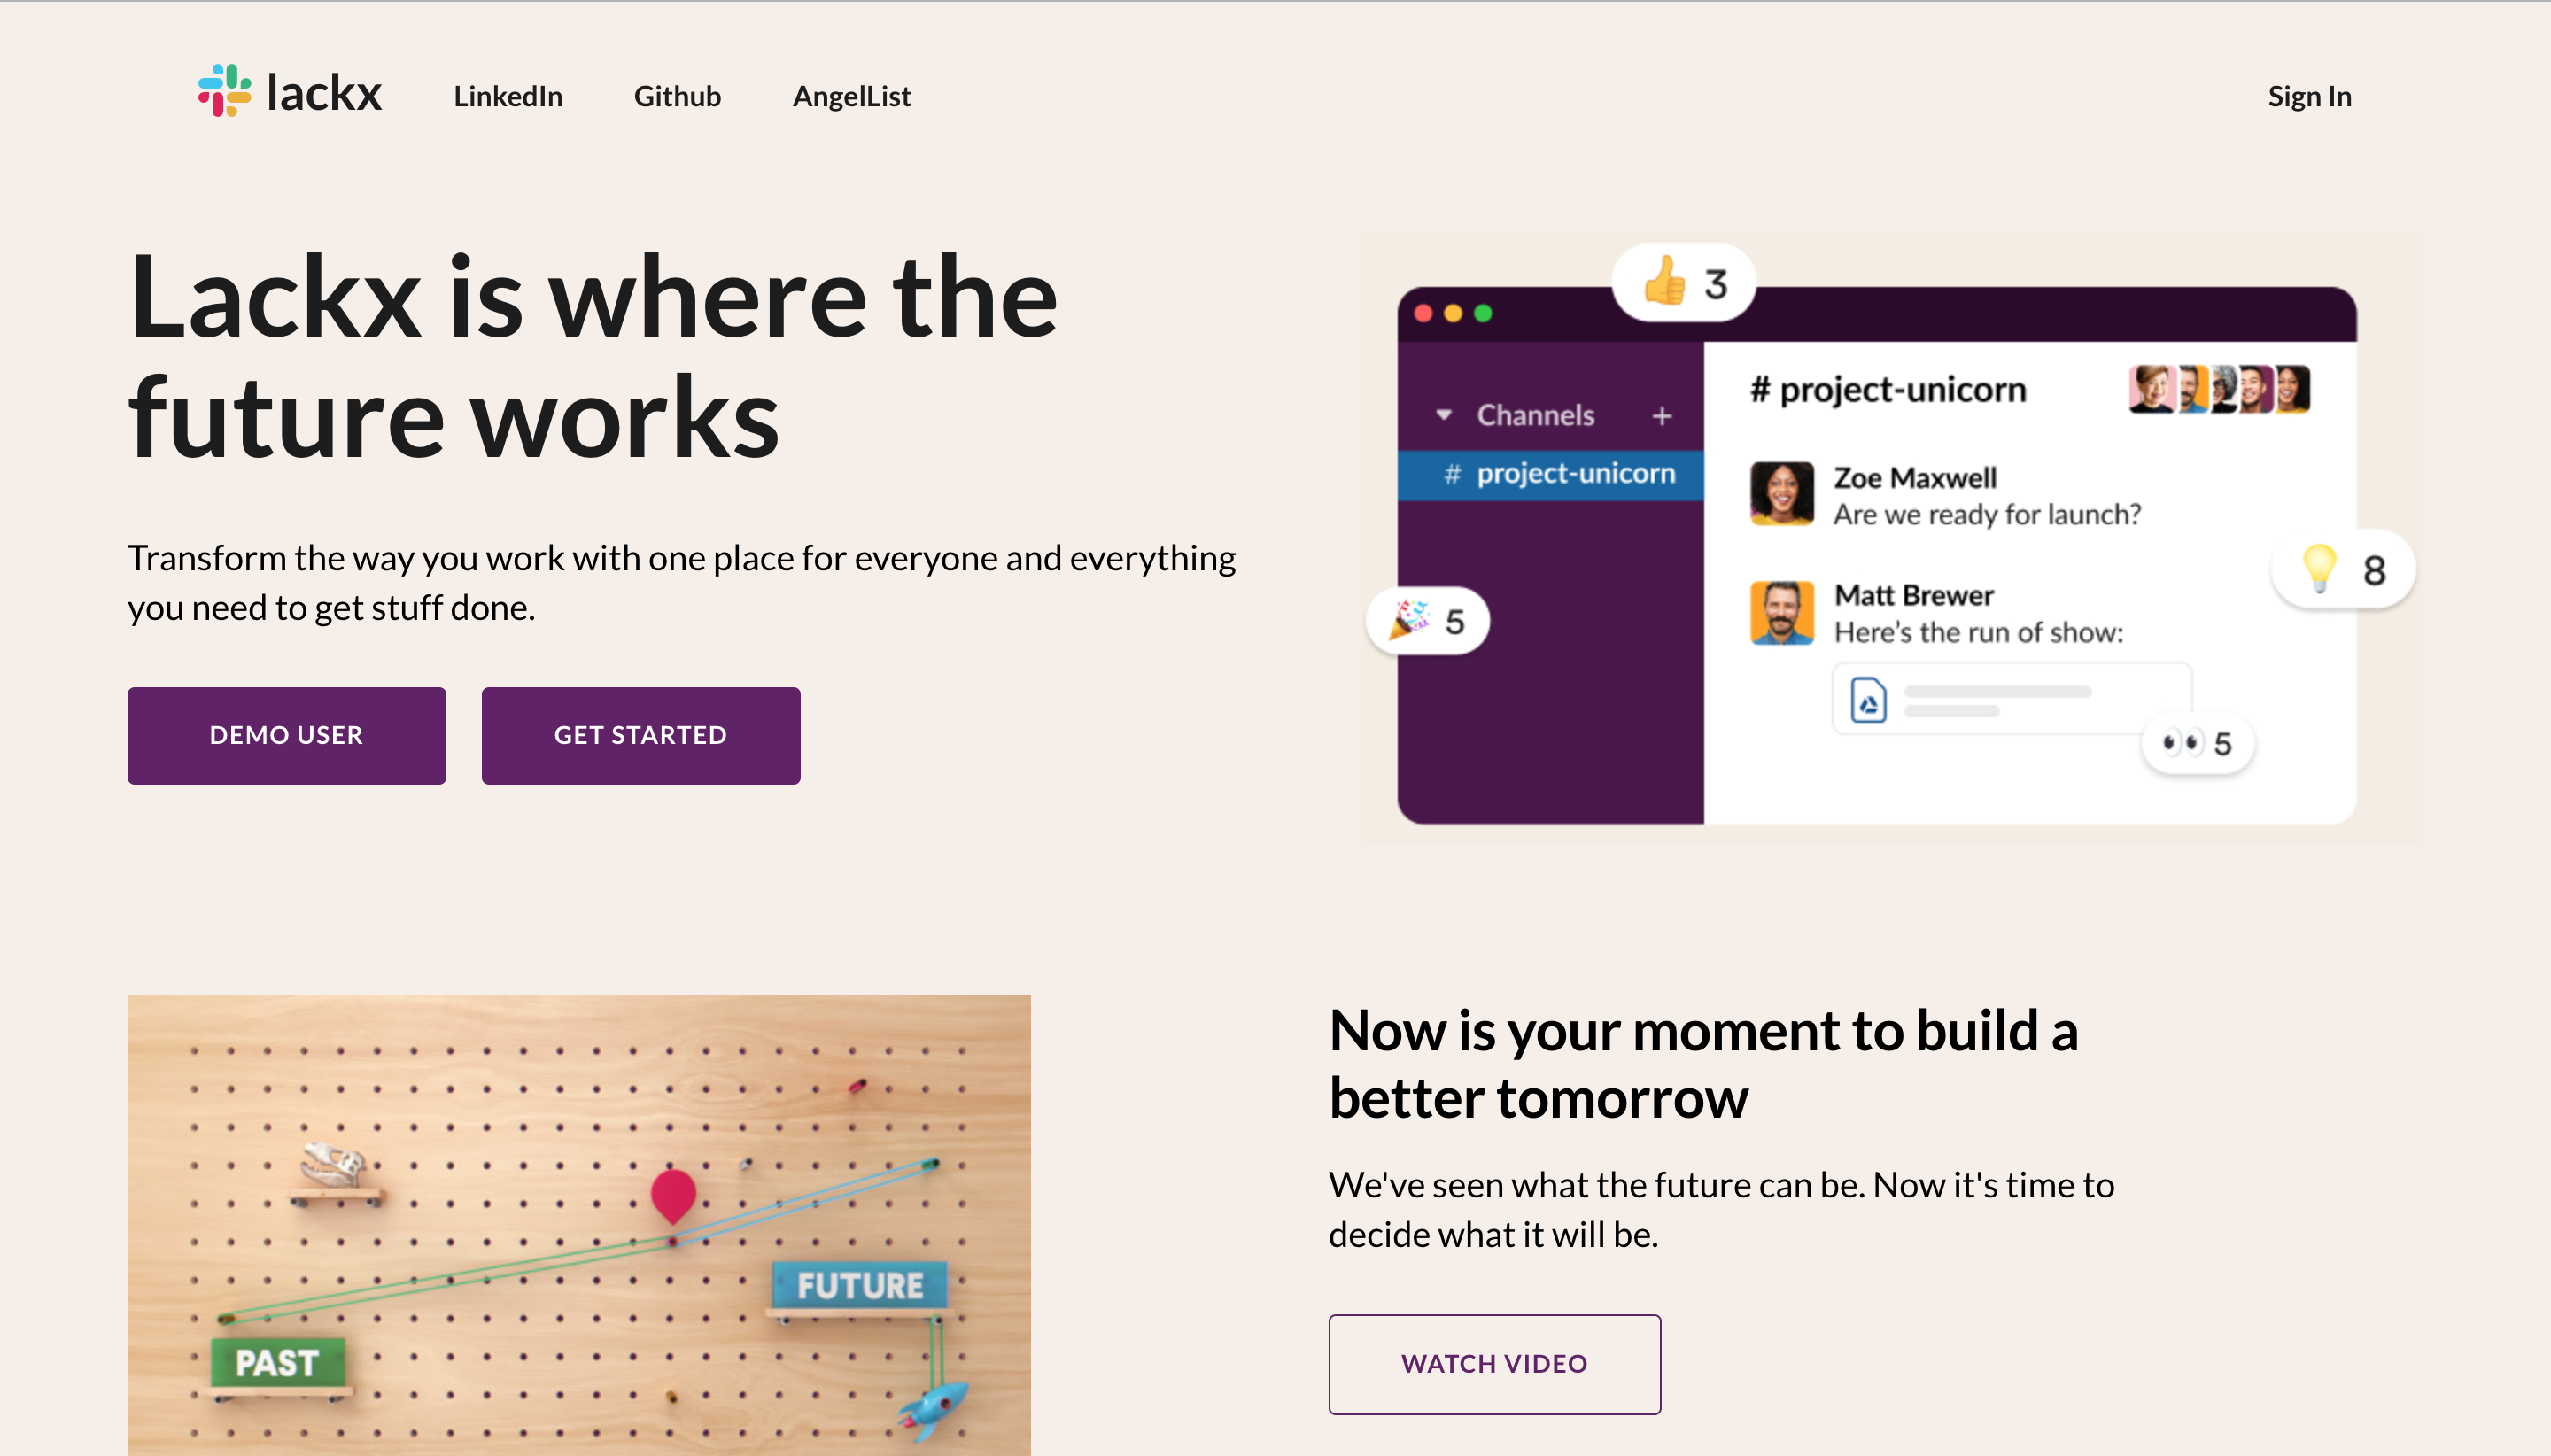 lackx
LinkedIn
Github
AngelList
Sign In
Lackx is where the
future works
Transform the way you work with one place for everyone and everything
you need to get stuff done.
DEMO USER
GET STARTED
3
# project-unicorn
Channels +
# project-unicorn
Zoe Maxwell
Are we ready for launch?
8
Matt Brewer
Here’s the run of show:
5
5
Now is your moment to build a
better tomorrow
We've seen what the future can be. Now it's time to
decide what it will be.
WATCH VIDEO
FUTURE
PAST